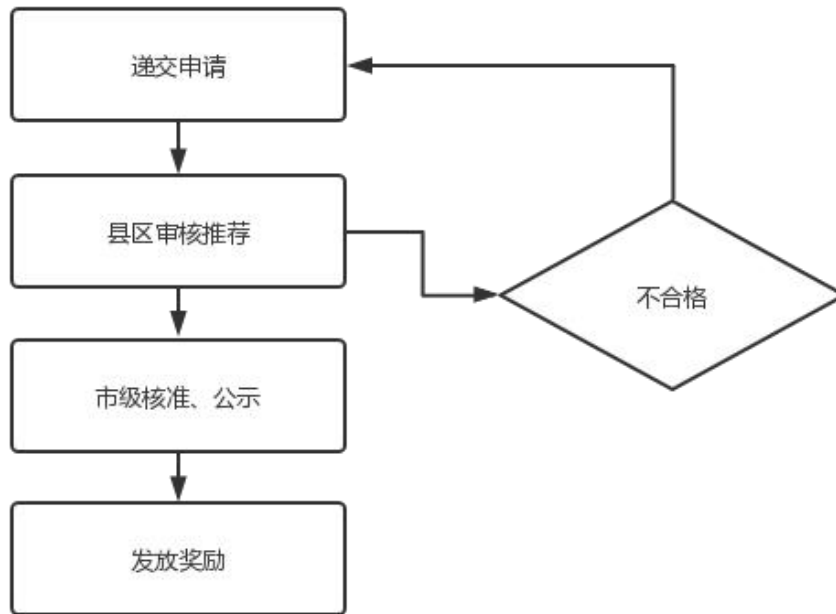 递交申请
县区审核推荐
不合格
市级核准、公示
发放奖励